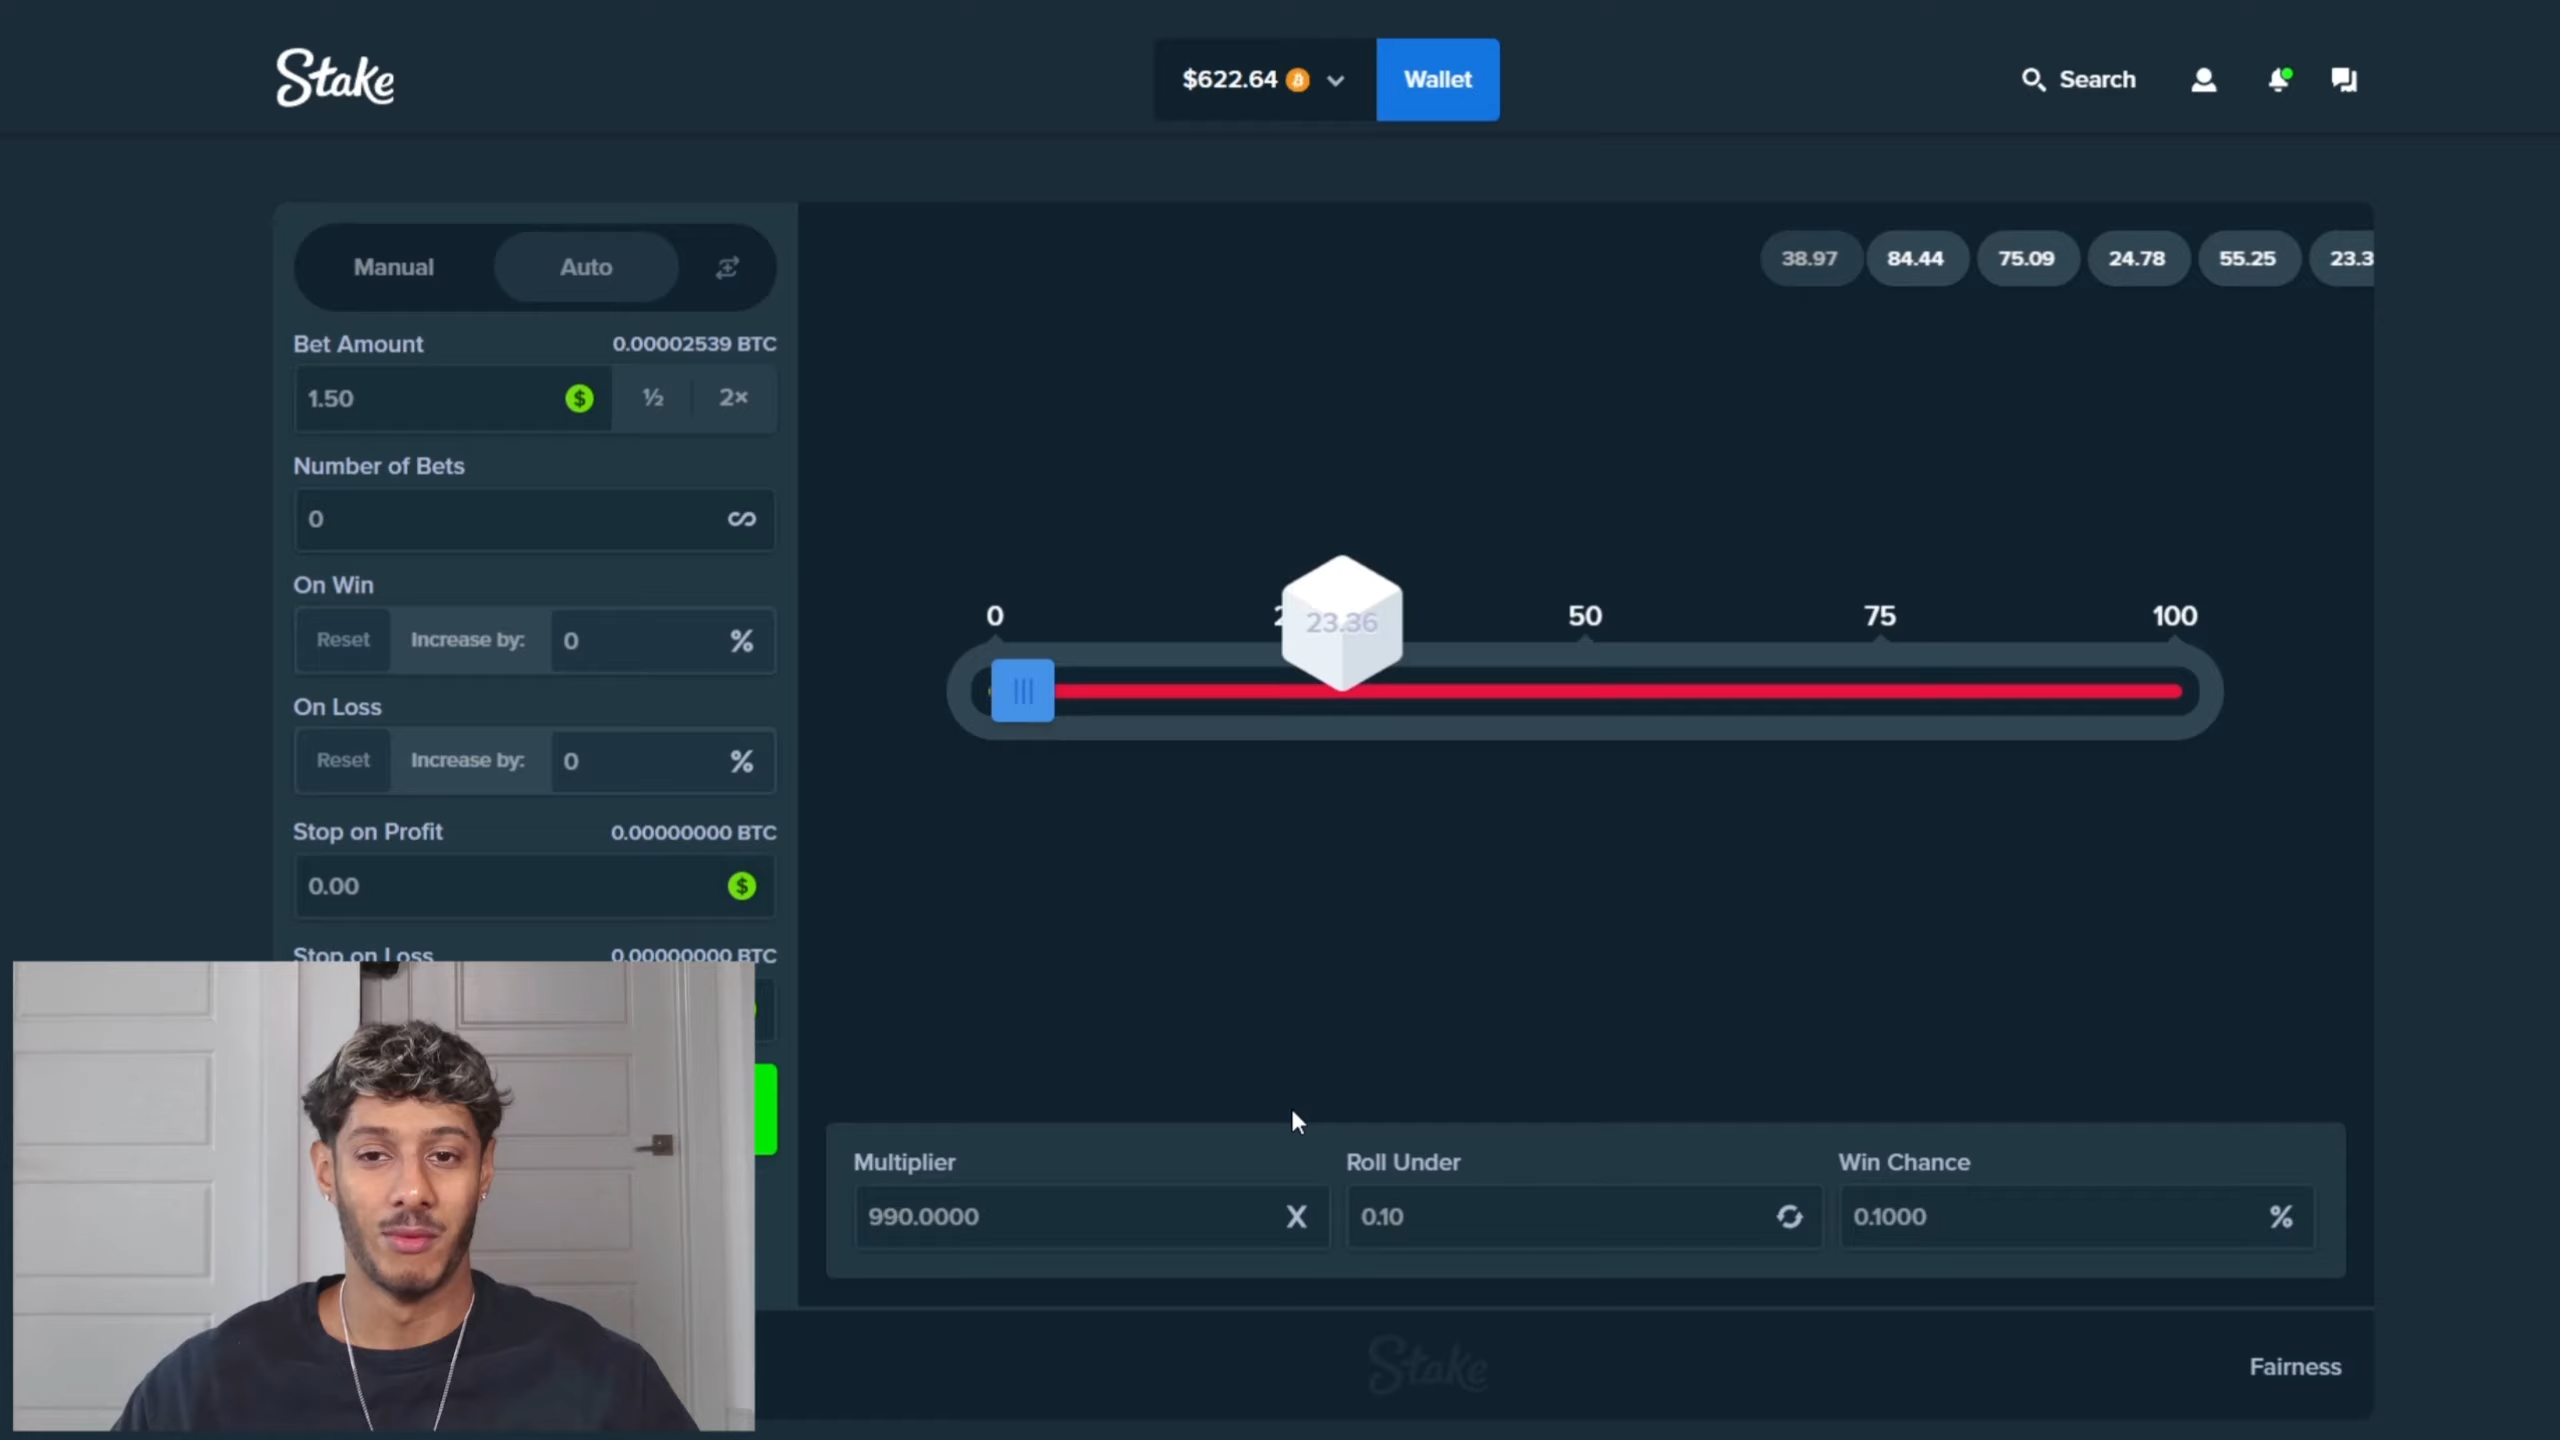 Stake
$622.64
Wallet
Search
Manual
Auto
38.97
84.44
75.09
24.78
55.25
23.3
Bet Amount
0.00002539 BTC
1.50
$
½
2×
Number of Bets
0
∞
On Win
Reset
Increase by:
0
%
On Loss
Reset
Increase by:
0
%
Stop on Profit
0.00000000 BTC
0.00
$
Stop on Loss
0.00000000 BTC
0
23.36
50
75
100
Multiplier
990.0000
X
Roll Under
0.10
Win Chance
0.1000
%
Stake
Fairness